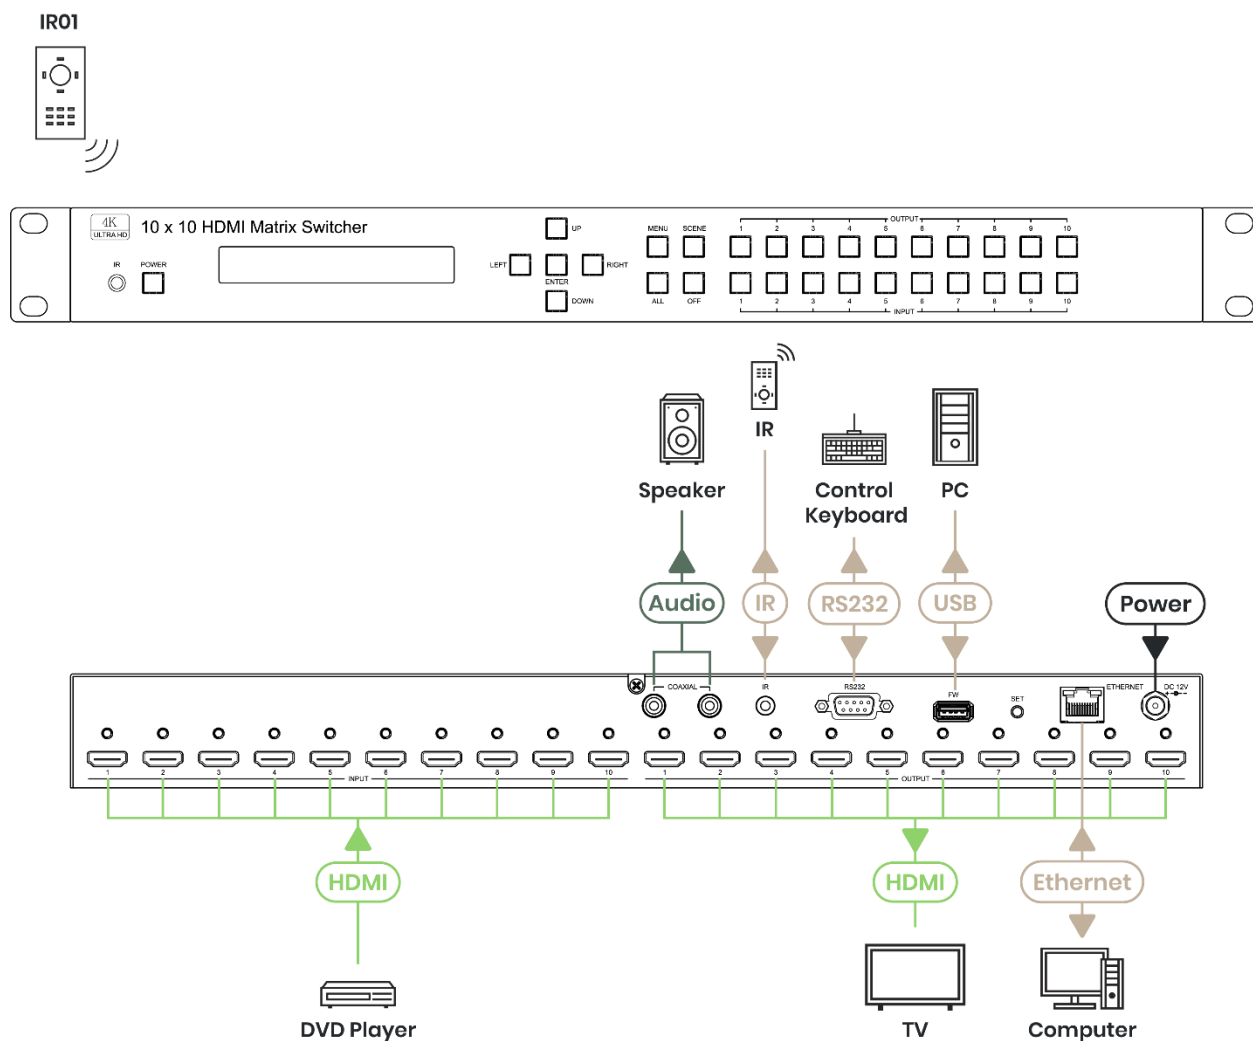 IR01
4K
ULTRA HD
10 x 10 HDMI Matrix Switcher
IR POWER
UP
LEFT RIGHT
ENTER
DOWN
MENU SCENE
ALL OFF
OUTPUT
1 2 3 4 5 6 7 8 9 10
1 2 3 4 5 6 7 8 9 10
INPUT
Speaker
IR
Control
Keyboard
PC
Audio
IR
RS232
USB
Power
COAXIAL
IR
RS232
FW
SET
ETHERNET
DC 12V
1 2 3 4 5 6 7 8 9 10
INPUT
1 2 3 4 5 6 7 8 9 10
OUTPUT
HDMI
HDMI
Ethernet
DVD Player
TV
Computer